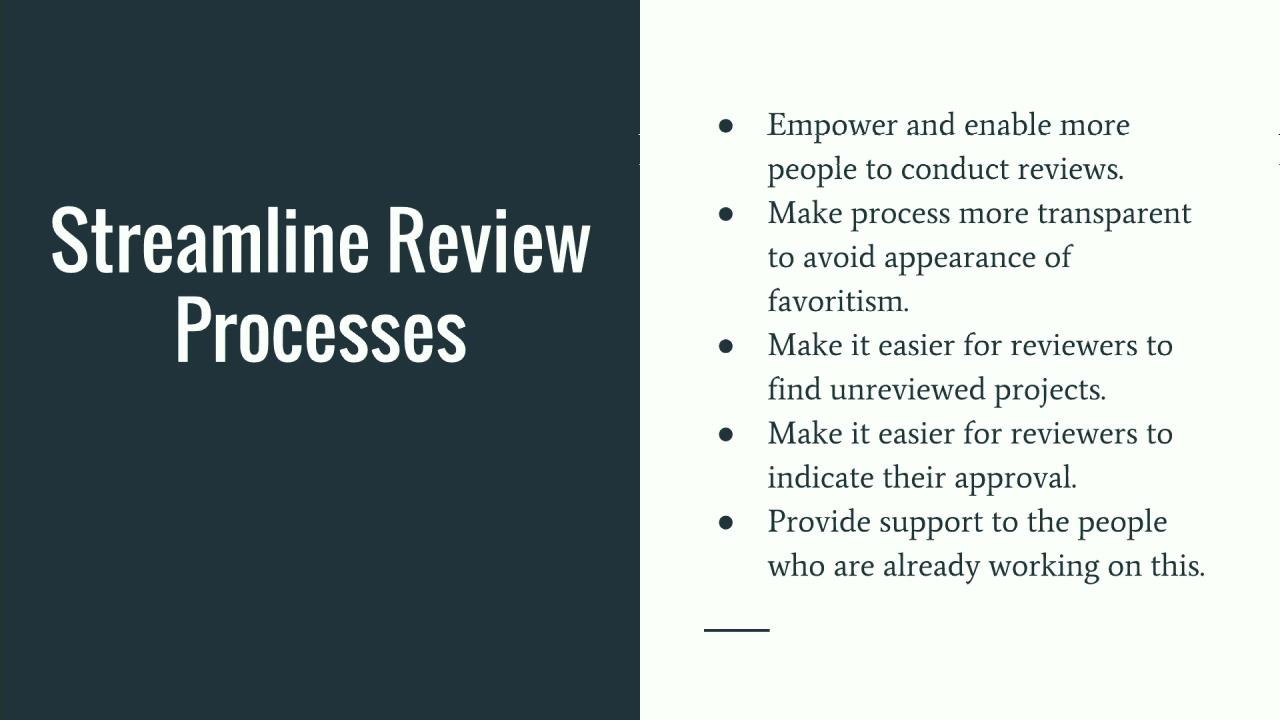 Streamline Review
Processes
● Empower and enable more
people to conduct reviews.
● Make process more transparent
to avoid appearance of
favoritism.
● Make it easier for reviewers to
find unreviewed projects.
● Make it easier for reviewers to
indicate their approval.
● Provide support to the people
who are already working on this.